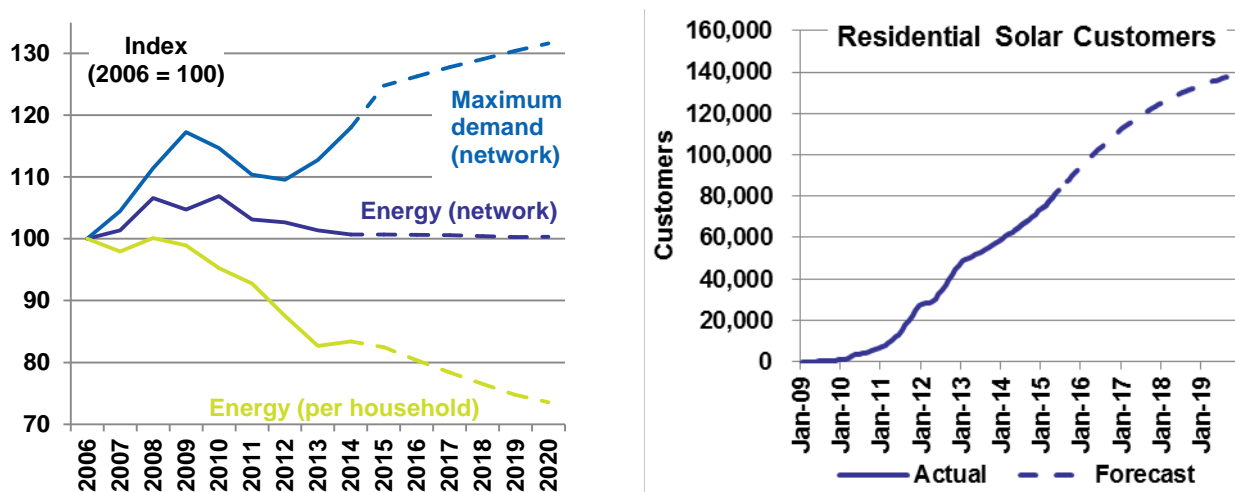 130
120
110
100
90
80
70
Index
(2006 = 100)
Maximum
demand
(network)
Energy (network)
Energy (per household)
2006
2007
2008
2009
2010
2011
2012
2013
2014
2015
2016
2017
2018
2019
2020
Residential Solar Customers
Customers
160,000
140,000
120,000
100,000
80,000
60,000
40,000
20,000
0
Jan-09
Jan-10
Jan-11
Jan-12
Jan-13
Jan-14
Jan-15
Jan-16
Jan-17
Jan-18
Jan-19
Actual
Forecast